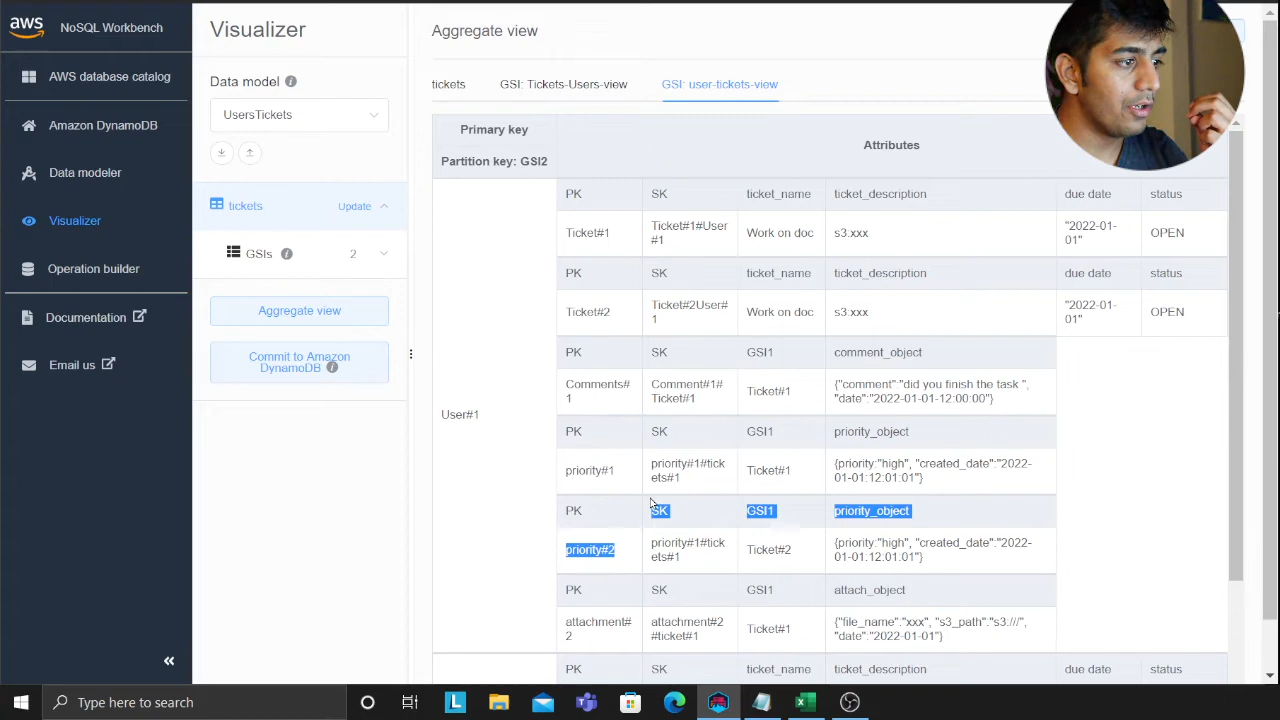 aws
NoSQL Workbench
AWS database catalog
Amazon DynamoDB
Data modeler
Visualizer
Operation builder
Documentation
Email us
«
Visualizer
Data model i
UsersTickets
tickets Update
GSIs i 2
Aggregate view
Commit to Amazon
DynamoDB i
Aggregate view
tickets GSI: Tickets-Users-view GSI: user-tickets-view
Primary key
Partition key: GSI2
Attributes
User#1
PK SK ticket_name ticket_description due date status
Ticket#1 Ticket#1#User
#1 Work on doc s3:xxx "2022-01-
01" OPEN
PK SK ticket_name ticket_description due date status
Ticket#2 Ticket#2User#
1 Work on doc s3:xxx "2022-01-
01" OPEN
PK SK GSI1 comment_object
Comments#
1 Comment#1#
Ticket#1 Ticket#1 {"comment":"did you finish the task ",
"date":"2022-01-01-12:00:00"}
PK SK GSI1 priority_object
priority#1 priority#1#tick
ets#1 Ticket#1 {priority:"high", "created_date":"2022-
01-01:12:01:01"}
PK SK GSI1 priority_object
priority#2 priority#1#tick
ets#1 Ticket#2 {priority:"high", "created_date":"2022-
01-01:12:01:01"}
PK SK GSI1 attach_object
attachment#
2 attachment#2
#ticket#1 Ticket#1 {"file_name":"xxx", "s3_path":"s3:///",
"date":"2022-01-01"}
PK SK ticket_name ticket_description due date status
Type here to search
L